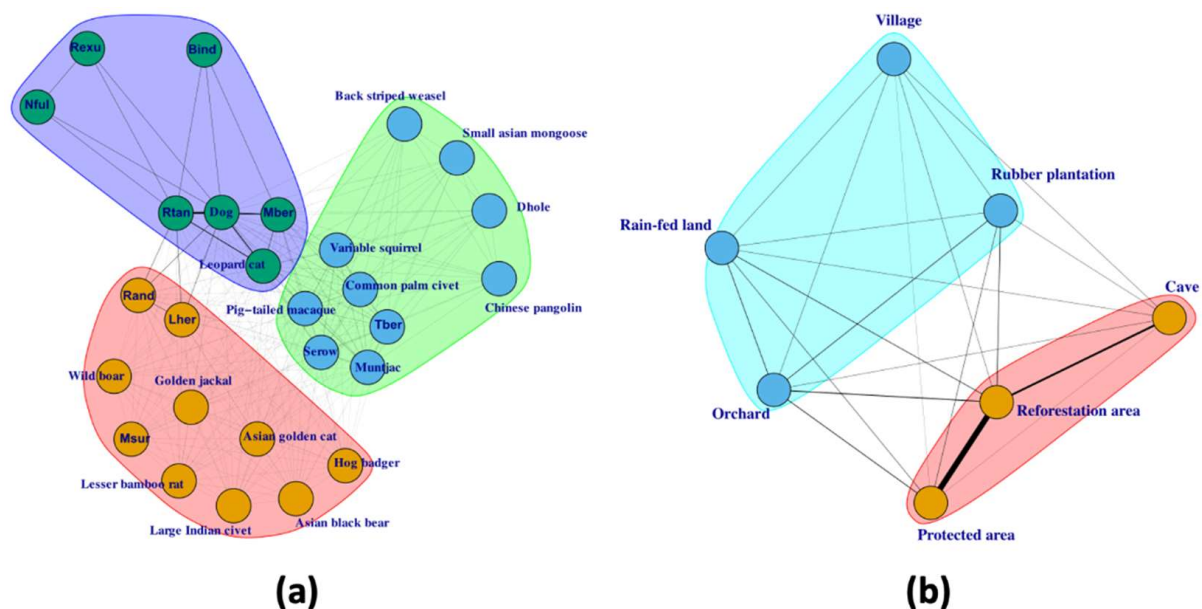 Rexu
Bind
Nful
Rtan
Dog
Mber
Leopard cat
Back striped weasel
Small asian mongoose
Dhole
Variable squirrel
Common palm civet
Chinese pangolin
Pig-tailed macaque
Tber
Serow
Muntjac
Rand
Lher
Wild boar
Golden jackal
Msur
Asian golden cat
Hog badger
Lesser bamboo rat
Large Indian civet
Asian black bear
(a)
Village
Rubber plantation
Rain-fed land
Cave
Orchard
Reforestation area
Protected area
(b)